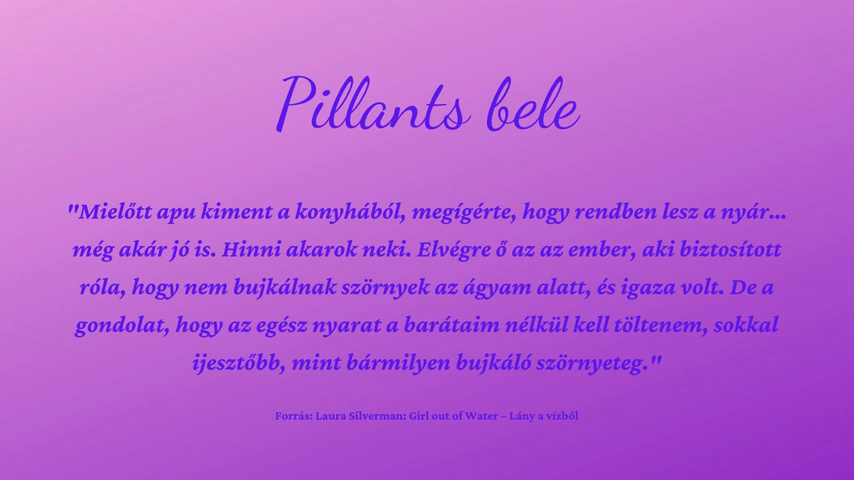 Pillants bele
"Mielőtt apu kiment a konyhából, megígérte, hogy rendben lesz a nyár...
még akár jó is. Hinni akarok neki. Elvégre ő az az ember, aki biztosított
róla, hogy nem bujkálnak szörnyek az ágyam alatt, és igaza volt. De a
gondolat, hogy az egész nyarat a barátaim nélkül kell töltenem, sokkal
ijesztőbb, mint bármilyen bujkáló szörnyeteg."
Forrás: Laura Silverman: Girl out of Water – Lány a vízből